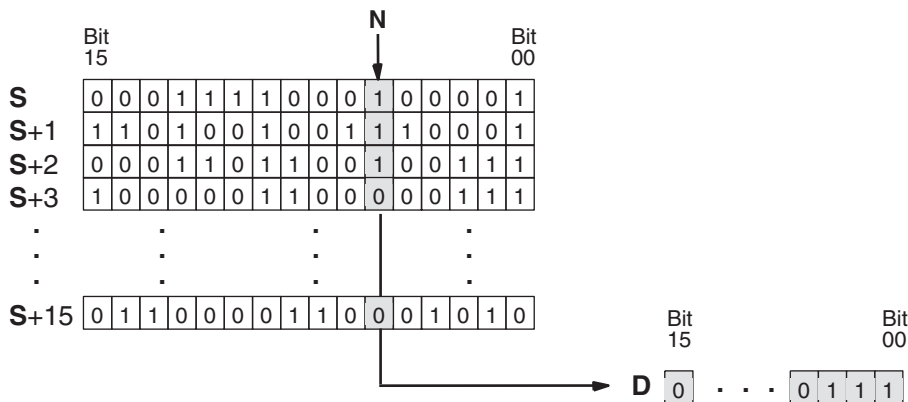 N
Bit Bit
15 00
S 0 0 0 1 1 1 1 0 0 0 1 0 0 0 0 1
S+1 1 1 0 1 0 0 1 0 0 1 1 1 0 0 0 1
S+2 0 0 0 1 1 0 1 1 0 0 1 0 0 1 1 1
S+3 1 0 0 0 0 0 1 1 0 0 0 0 0 1 1 1
. . . .
. . . .
. . . .
S+15 0 1 1 0 0 0 0 1 1 0 0 0 1 0 1 0
Bit Bit
15 00
D 0 . . . 0 1 1 1